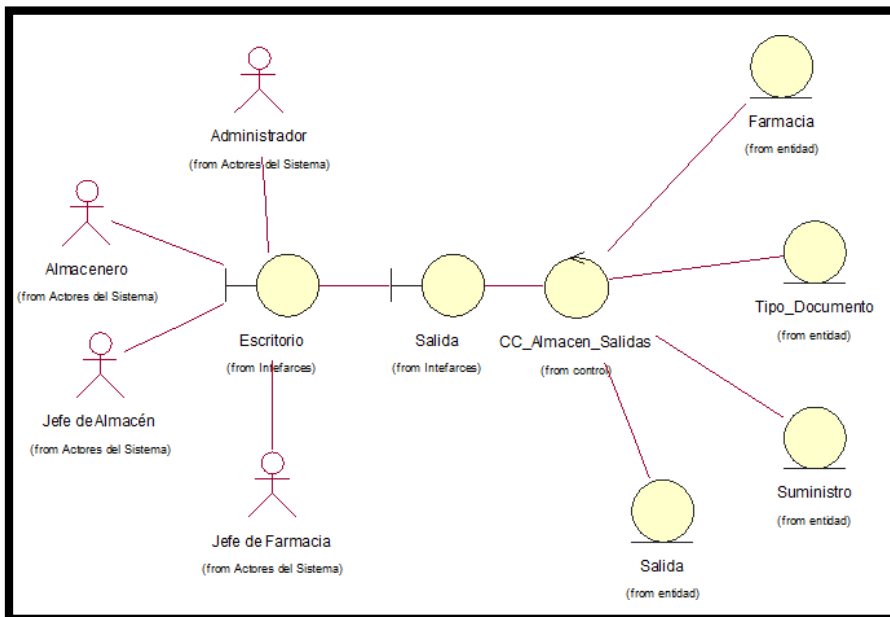 Administrador
(from Actores del Sistema)
Farmacia
(from entidad)
Almacenero
(from Actores del Sistema)
Tipo_Documento
(from entidad)
Escritorio
(from Intefarces)
Salida
(from Intefarces)
CC_Almacen_Salidas
(from control)
Jefe de Almacén
(from Actores del Sistema)
Suministro
(from entidad)
Jefe de Farmacia
(from Actores del Sistema)
Salida
(from entidad)